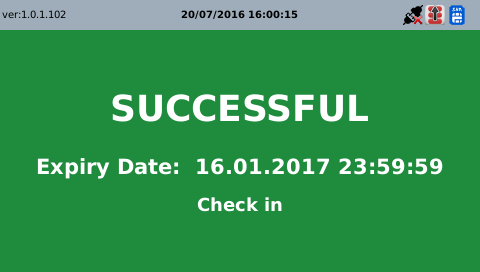 ver:1.0.1.102 20/07/2016 16:00:15
SUCCESSFUL
Expiry Date: 16.01.2017 23:59:59
Check in